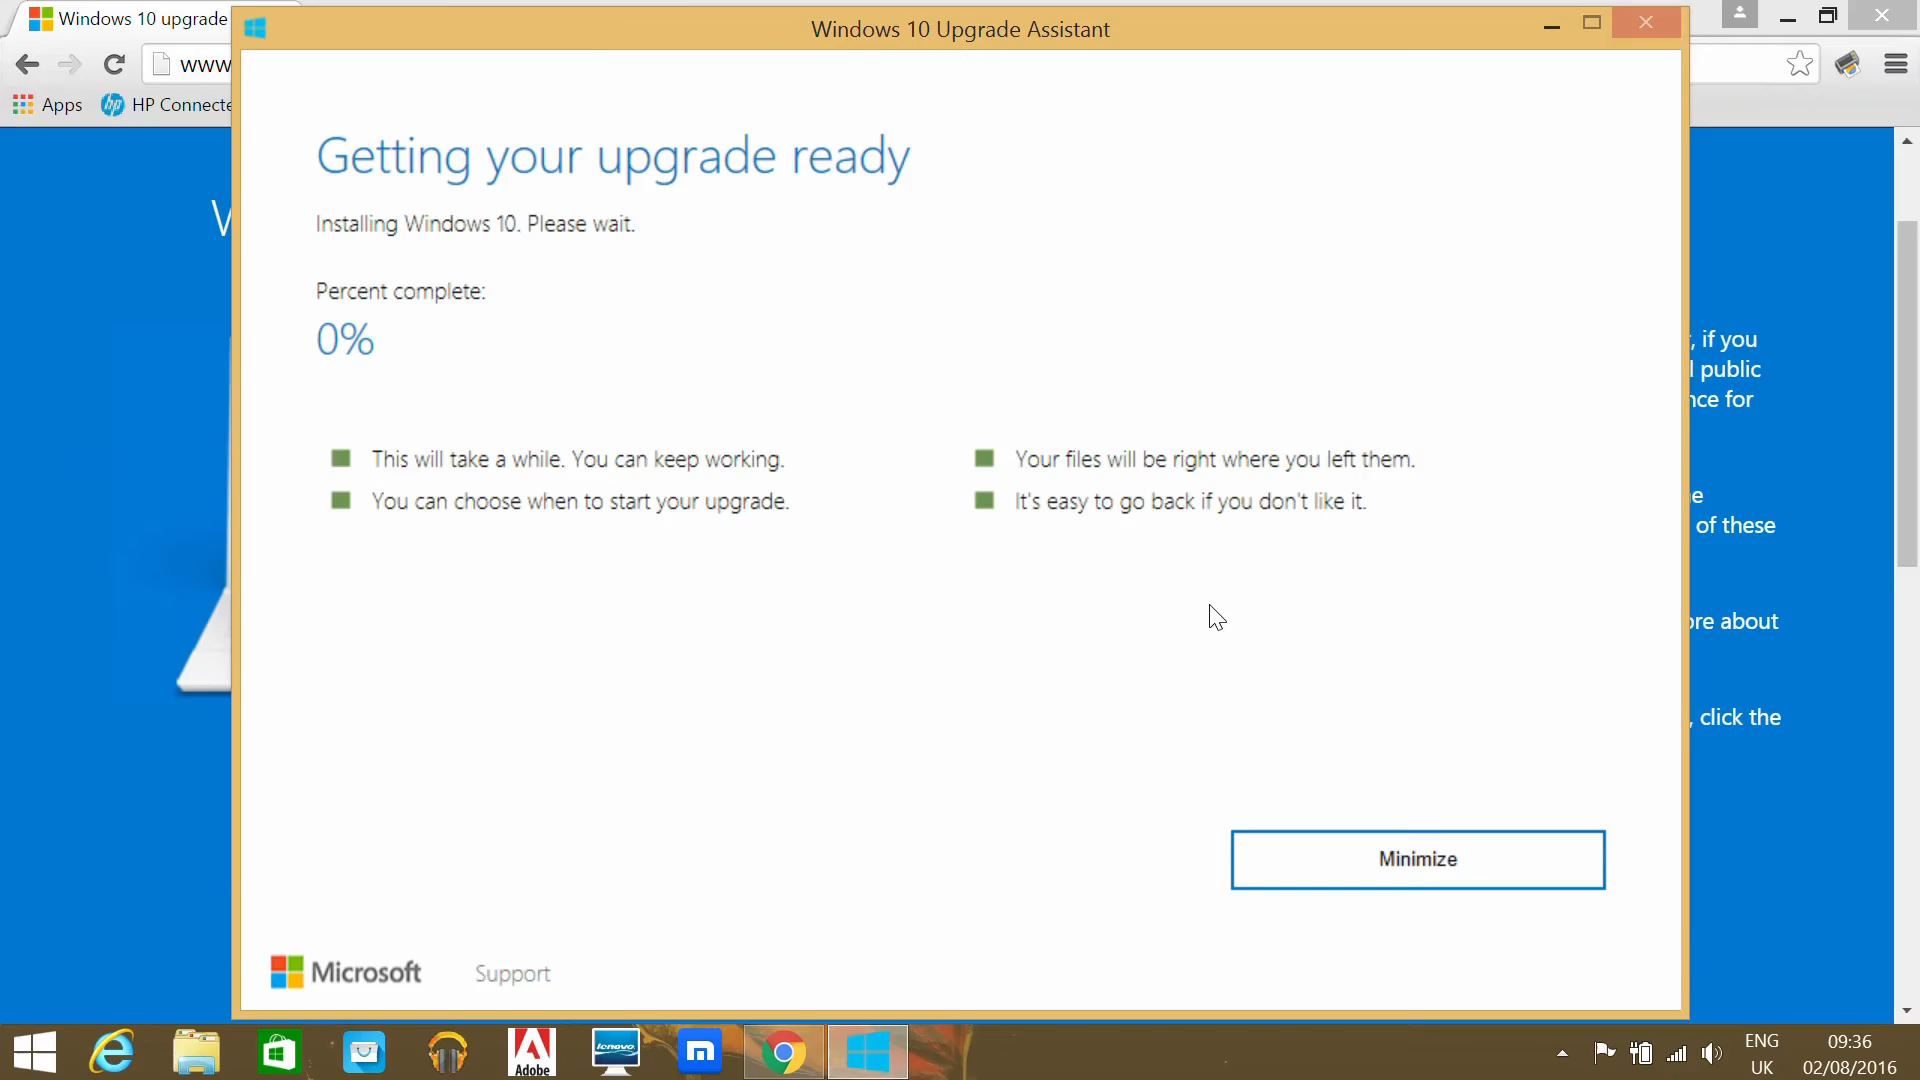 Windows 10 upgrade
Windows 10 Upgrade Assistant
www
Apps
HP Connecte
Getting your upgrade ready
Installing Windows 10. Please wait.
Percent complete:
0%
This will take a while. You can keep working.
You can choose when to start your upgrade.
Your files will be right where you left them.
It's easy to go back if you don't like it.
, if you
public
nce for
of these
ore about
, click the
Minimize
Microsoft
Support
hp
Adobe
lenovo
m
ENG
UK
09:36
02/08/2016